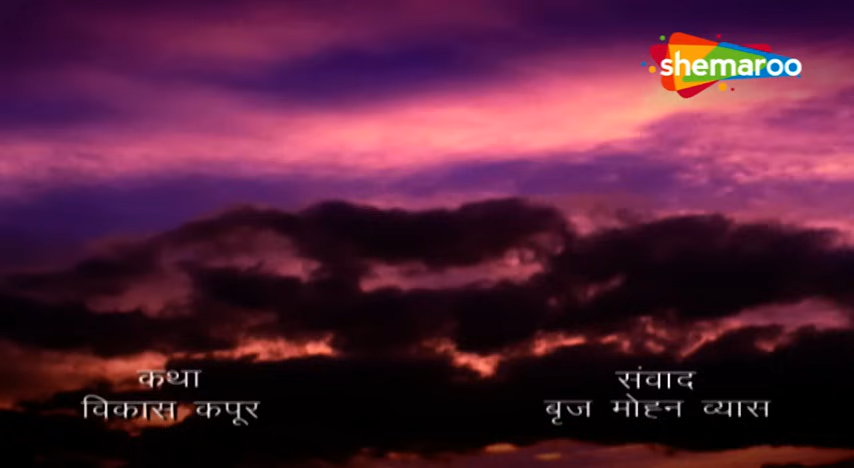 shemaroo
कथा
विकास कपूर
संवाद
बृज मोहन व्यास